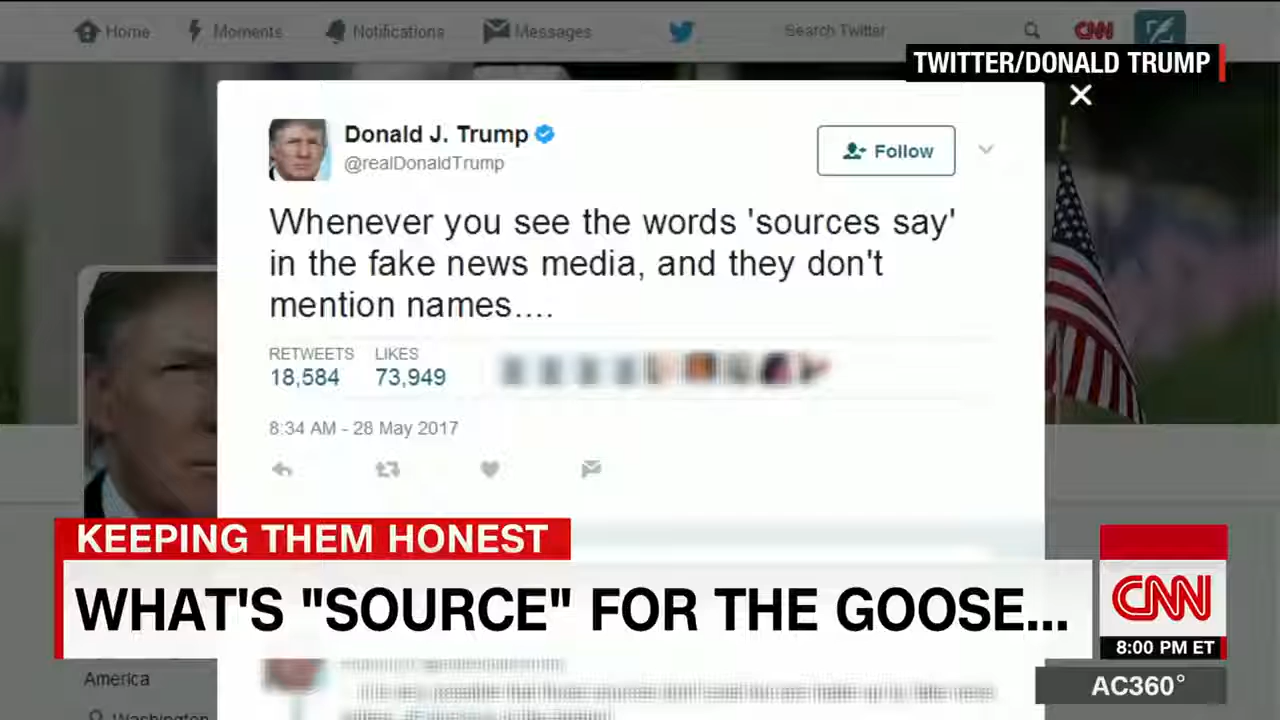 Home Moments Notifications Messages Search Twitter CNN
TWITTER/DONALD TRUMP
Donald J. Trump
@realDonaldTrump
Follow
Whenever you see the words 'sources say'
in the fake news media, and they don't
mention names....
RETWEETS LIKES
18,584 73,949
8:34 AM - 28 May 2017
KEEPING THEM HONEST
WHAT'S "SOURCE" FOR THE GOOSE...
CNN
8:00 PM ET
America
AC360°
Washington